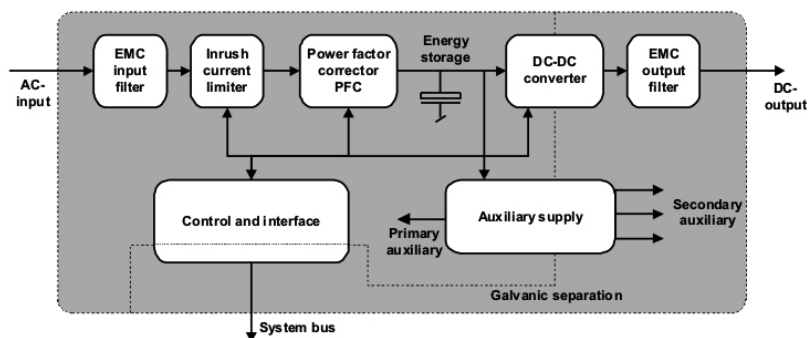 EMC
input
filter
Inrush
current
limiter
Power factor
corrector
PFC
Energy
storage
DC-DC
converter
EMC
output
filter
AC-
input
DC-
output
Control and interface
Auxiliary supply
Primary
auxiliary
Secondary
auxiliary
Galvanic separation
System bus